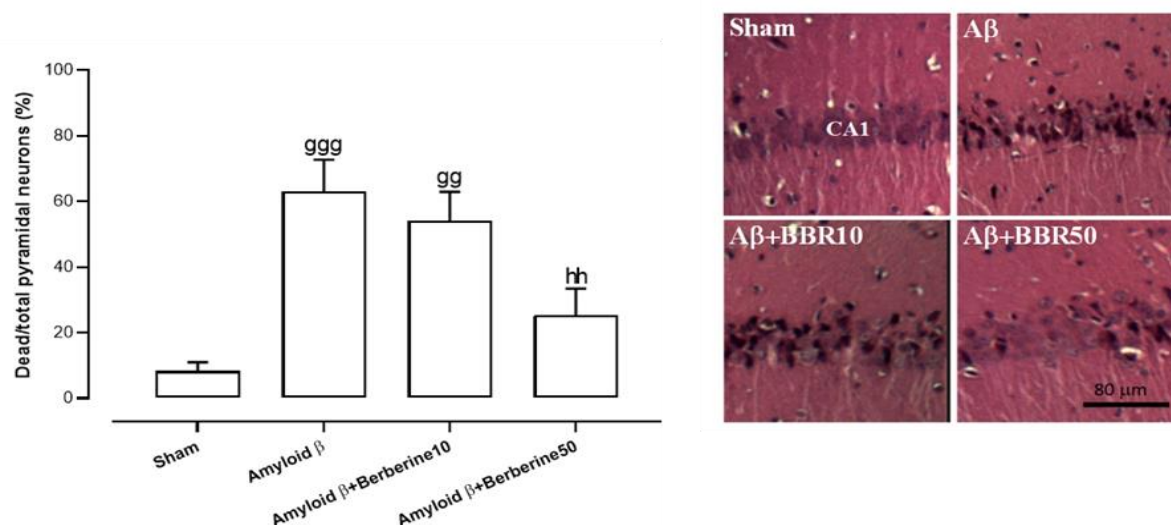 Dead/total pyramidal neurons (%)
100
80
60
40
20
0
ggg
gg
hh
Sham
Amyloid β
Amyloid β+Berberine10
Amyloid β+Berberine50
Sham
Aβ
CA1
Aβ+BBR10
Aβ+BBR50
80 μm